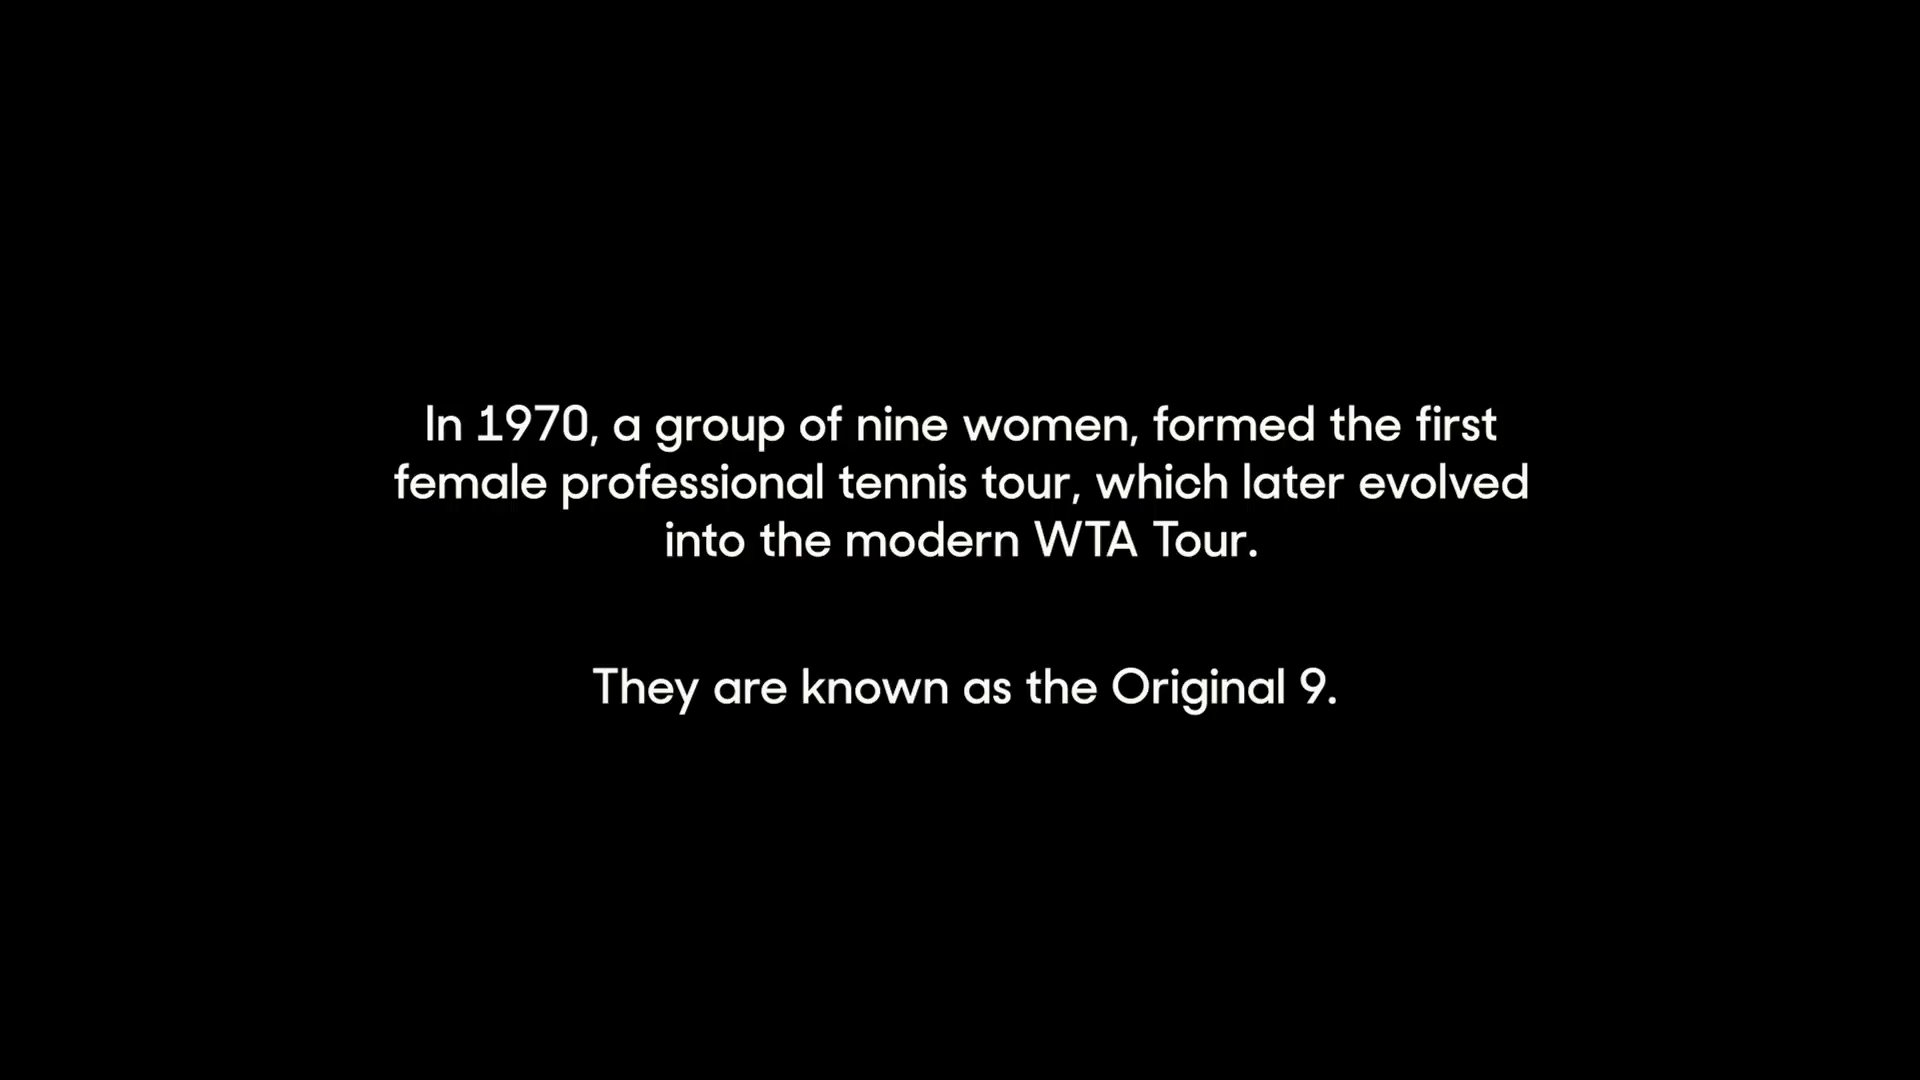 In 1970, a group of nine women, formed the first
female professional tennis tour, which later evolved
into the modern WTA Tour.
They are known as the Original 9.